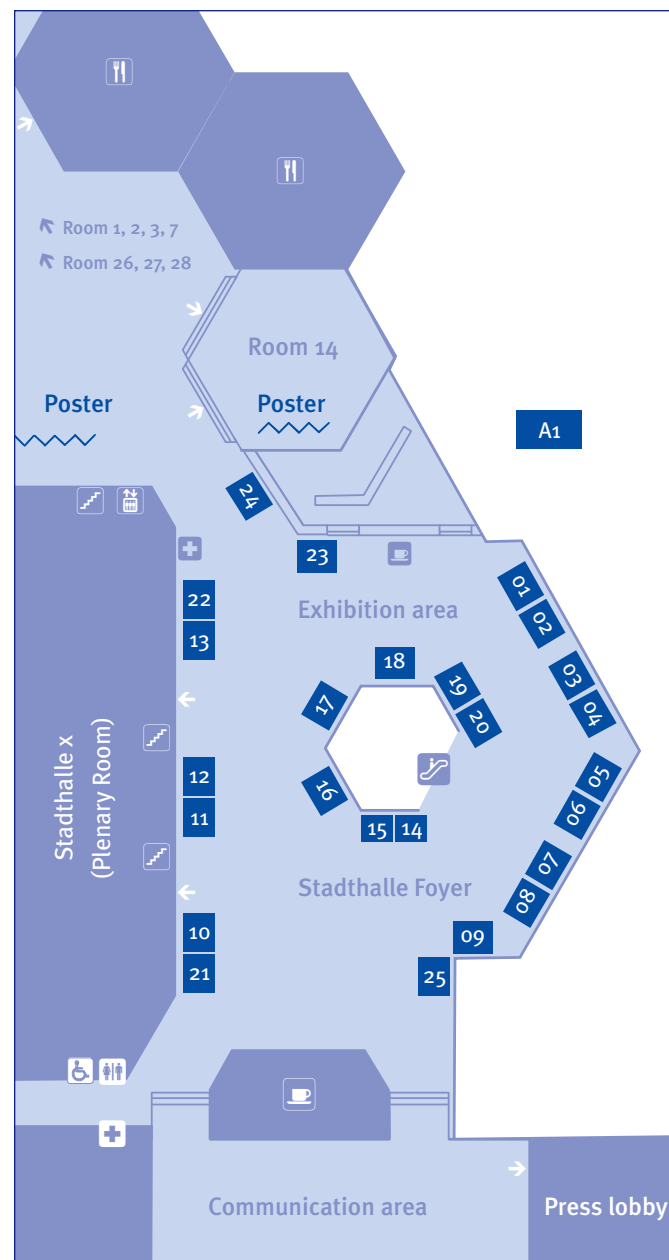 Room 1, 2, 3, 7
Room 26, 27, 28
Room 14
Poster
Poster
A1
24
23
01
22
Exhibition area
02
13
18
03
19
04
17
20
Stadthalle x
(Plenary Room)
12
05
16
06
11
15
14
07
Stadthalle Foyer
08
10
09
21
25
Communication area
Press lobby